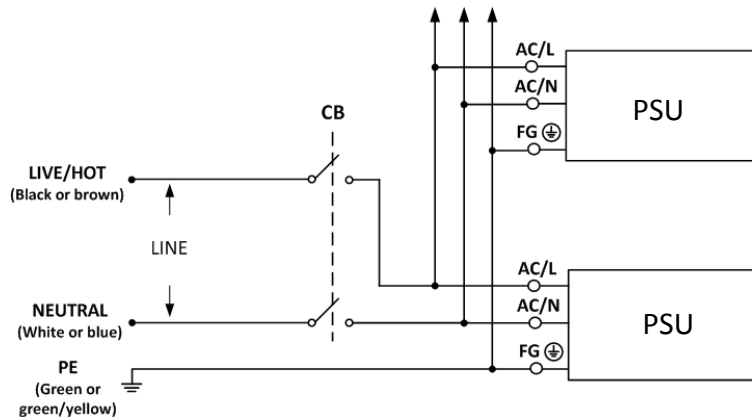 AC/L
AC/N
PSU
FG
CB
LIVE/HOT
(Black or brown)
LINE
AC/L
NEUTRAL
AC/N
(White or blue)
PSU
FG
PE
(Green or
green/yellow)